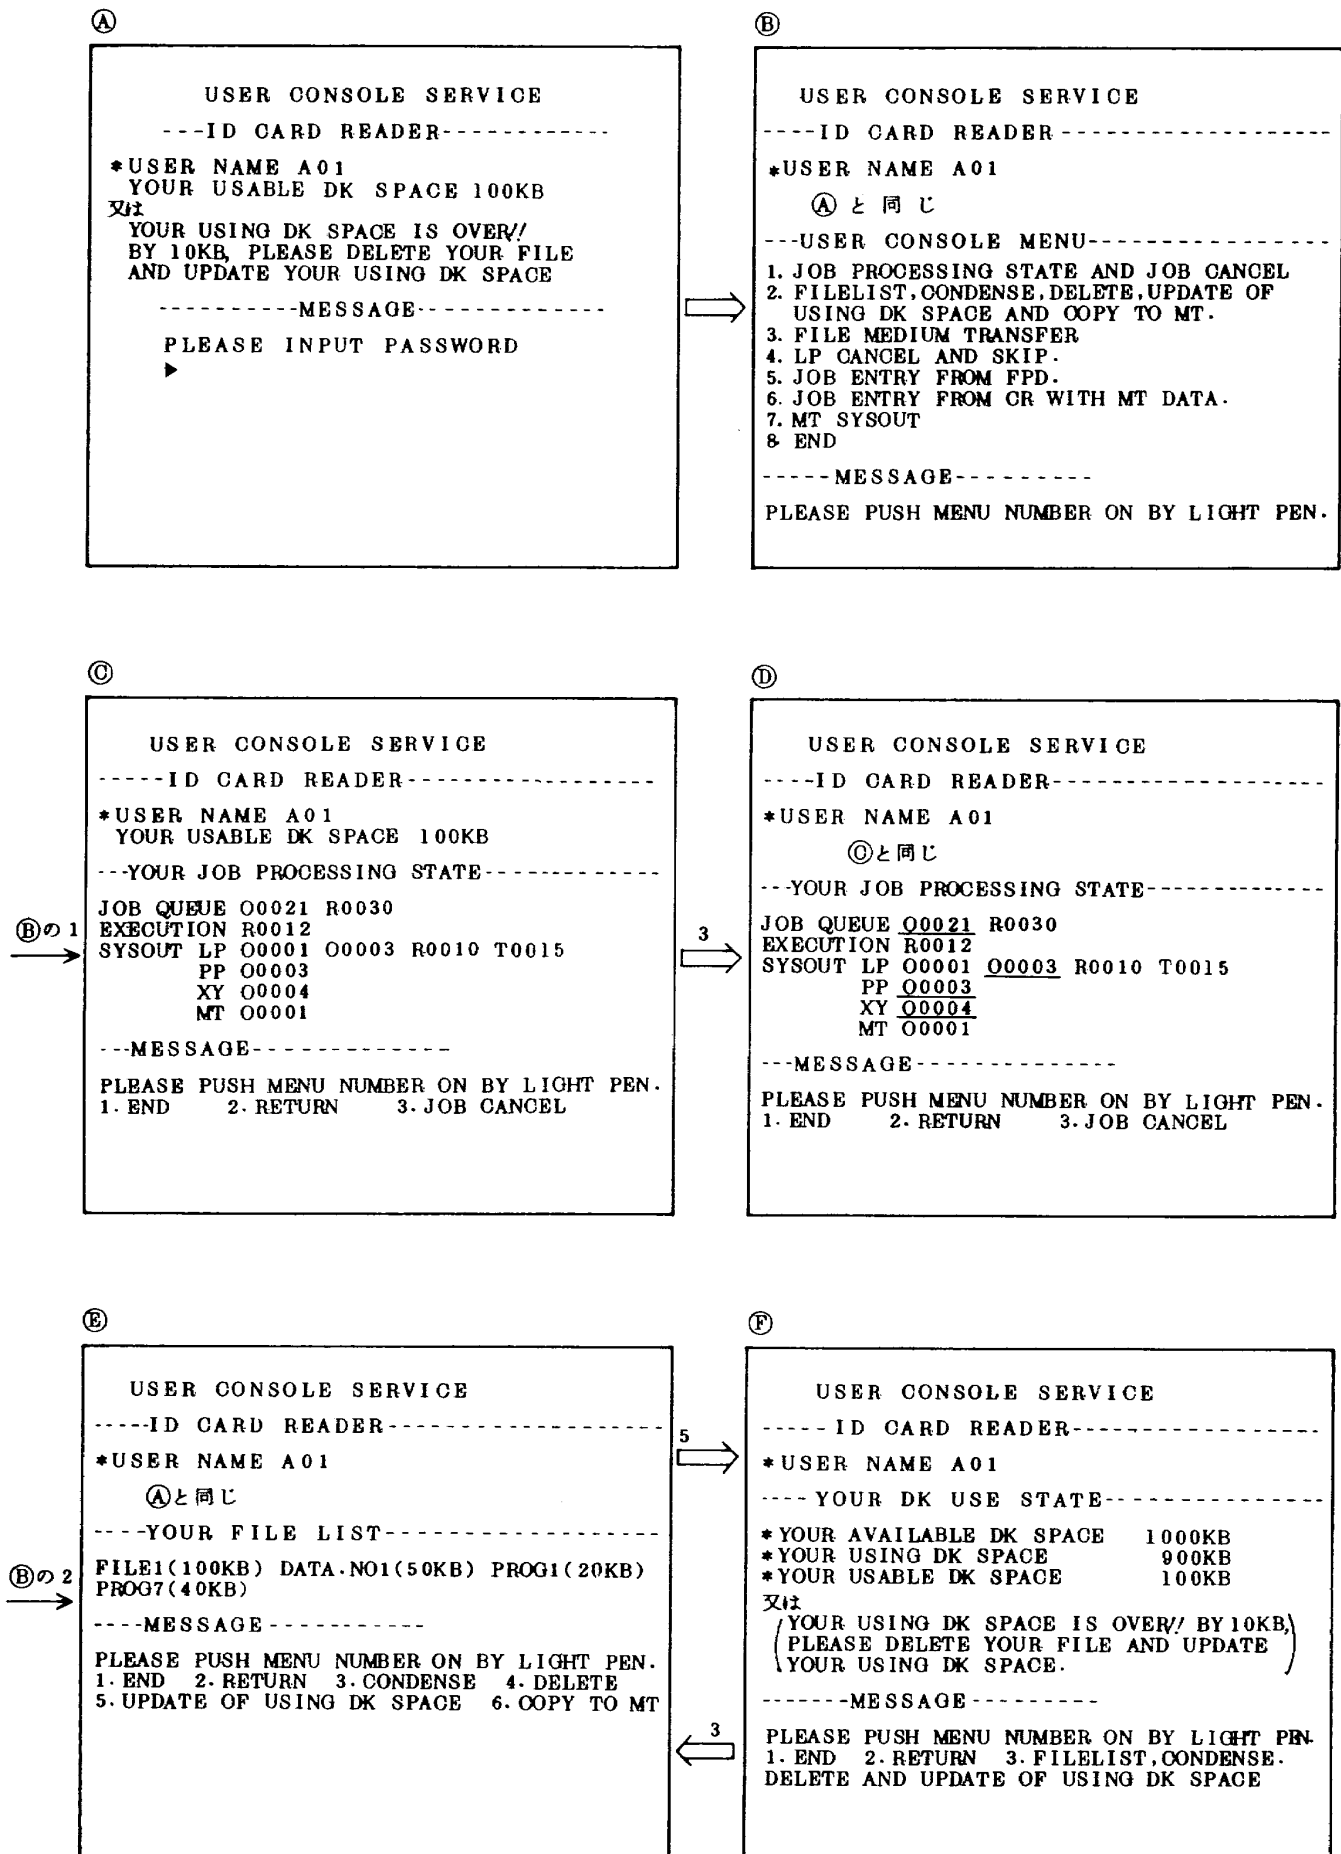 Ⓐ
USER CONSOLE SERVICE
---ID CARD READER------------
*USER NAME A01
YOUR USABLE DK SPACE 100KB
又は
YOUR USING DK SPACE IS OVER!!
BY 10KB, PLEASE DELETE YOUR FILE
AND UPDATE YOUR USING DK SPACE
----------MESSAGE-------------
PLEASE INPUT PASSWORD
▶
Ⓑ
USER CONSOLE SERVICE
----ID CARD READER-------------------
*USER NAME A01
Ⓐと同じ
---USER CONSOLE MENU----------------
1. JOB PROCESSING STATE AND JOB CANCEL
2. FILELIST,CONDENSE,DELETE,UPDATE OF
USING DK SPACE AND COPY TO MT.
3. FILE MEDIUM TRANSFER
4. LP CANCEL AND SKIP.
5. JOB ENTRY FROM FPD.
6. JOB ENTRY FROM CR WITH MT DATA.
7. MT SYSOUT
8 END
-----MESSAGE---------
PLEASE PUSH MENU NUMBER ON BY LIGHT PEN.
Ⓒ
Ⓑの 1
USER CONSOLE SERVICE
-----ID CARD READER------------------
*USER NAME A01
YOUR USABLE DK SPACE 100KB
---YOUR JOB PROCESSING STATE-------------
JOB QUEUE O0021 R0030
EXECUTION R0012
SYSOUT LP O0001 O0003 R0010 T0015
PP O0003
XY O0004
MT O0001
---MESSAGE--------------
PLEASE PUSH MENU NUMBER ON BY LIGHT PEN.
1. END 2. RETURN 3. JOB CANCEL
3
Ⓓ
USER CONSOLE SERVICE
----ID CARD READER-------------------
*USER NAME A01
Ⓒと同じ
---YOUR JOB PROCESSING STATE-------------
JOB QUEUE O0021 R0030
EXECUTION R0012
SYSOUT LP O0001 O0003 R0010 T0015
PP O0003
XY O0004
MT O0001
---MESSAGE--------------
PLEASE PUSH MENU NUMBER ON BY LIGHT PEN.
1. END 2. RETURN 3. JOB CANCEL
Ⓔ
Ⓑの 2
USER CONSOLE SERVICE
-----ID CARD READER-------------------
*USER NAME A01
Ⓐと同じ
----YOUR FILE LIST-------------------
FILE1(100KB) DATA.NO1(50KB) PROG1(20KB)
PROG7(40KB)
----MESSAGE-----------
PLEASE PUSH MENU NUMBER ON BY LIGHT PEN.
1. END 2. RETURN 3. CONDENSE 4. DELETE
5. UPDATE OF USING DK SPACE 6. COPY TO MT
5
3
Ⓕ
USER CONSOLE SERVICE
-----ID CARD READER-----------------
*USER NAME A01
----YOUR DK USE STATE---------------
*YOUR AVAILABLE DK SPACE 1000KB
*YOUR USING DK SPACE 900KB
*YOUR USABLE DK SPACE 100KB
又は
(YOUR USING DK SPACE IS OVER!! BY 10KB,
PLEASE DELETE YOUR FILE AND UPDATE
YOUR USING DK SPACE.)
-------MESSAGE---------
PLEASE PUSH MENU NUMBER ON BY LIGHT PEN.
1. END 2. RETURN 3. FILELIST,CONDENSE.
DELETE AND UPDATE OF USING DK SPACE